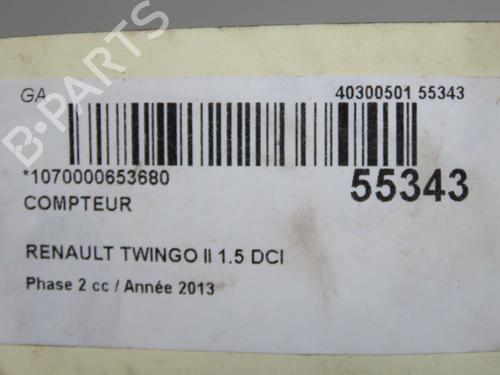 B-PARTS
GA 40300501 55343
*1070000653680 55343
COMPTEUR
RENAULT TWINGO II 1.5 DCI
Phase 2 cc / Année 2013